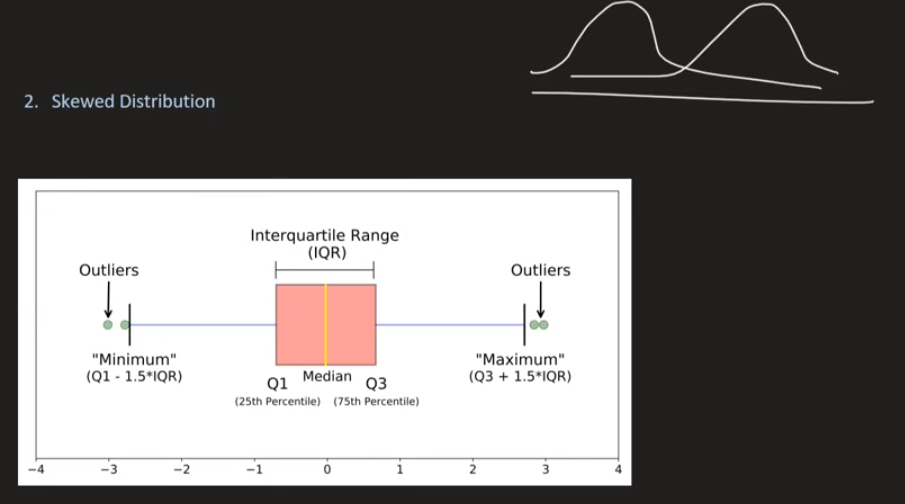 2. Skewed Distribution
Interquartile Range
(IQR)
Outliers
Outliers
"Minimum"
(Q1 - 1.5*IQR)
"Maximum"
(Q3 + 1.5*IQR)
Q1
Median
Q3
(25th Percentile)
(75th Percentile)
−4 −3 −2 −1 0 1 2 3 4